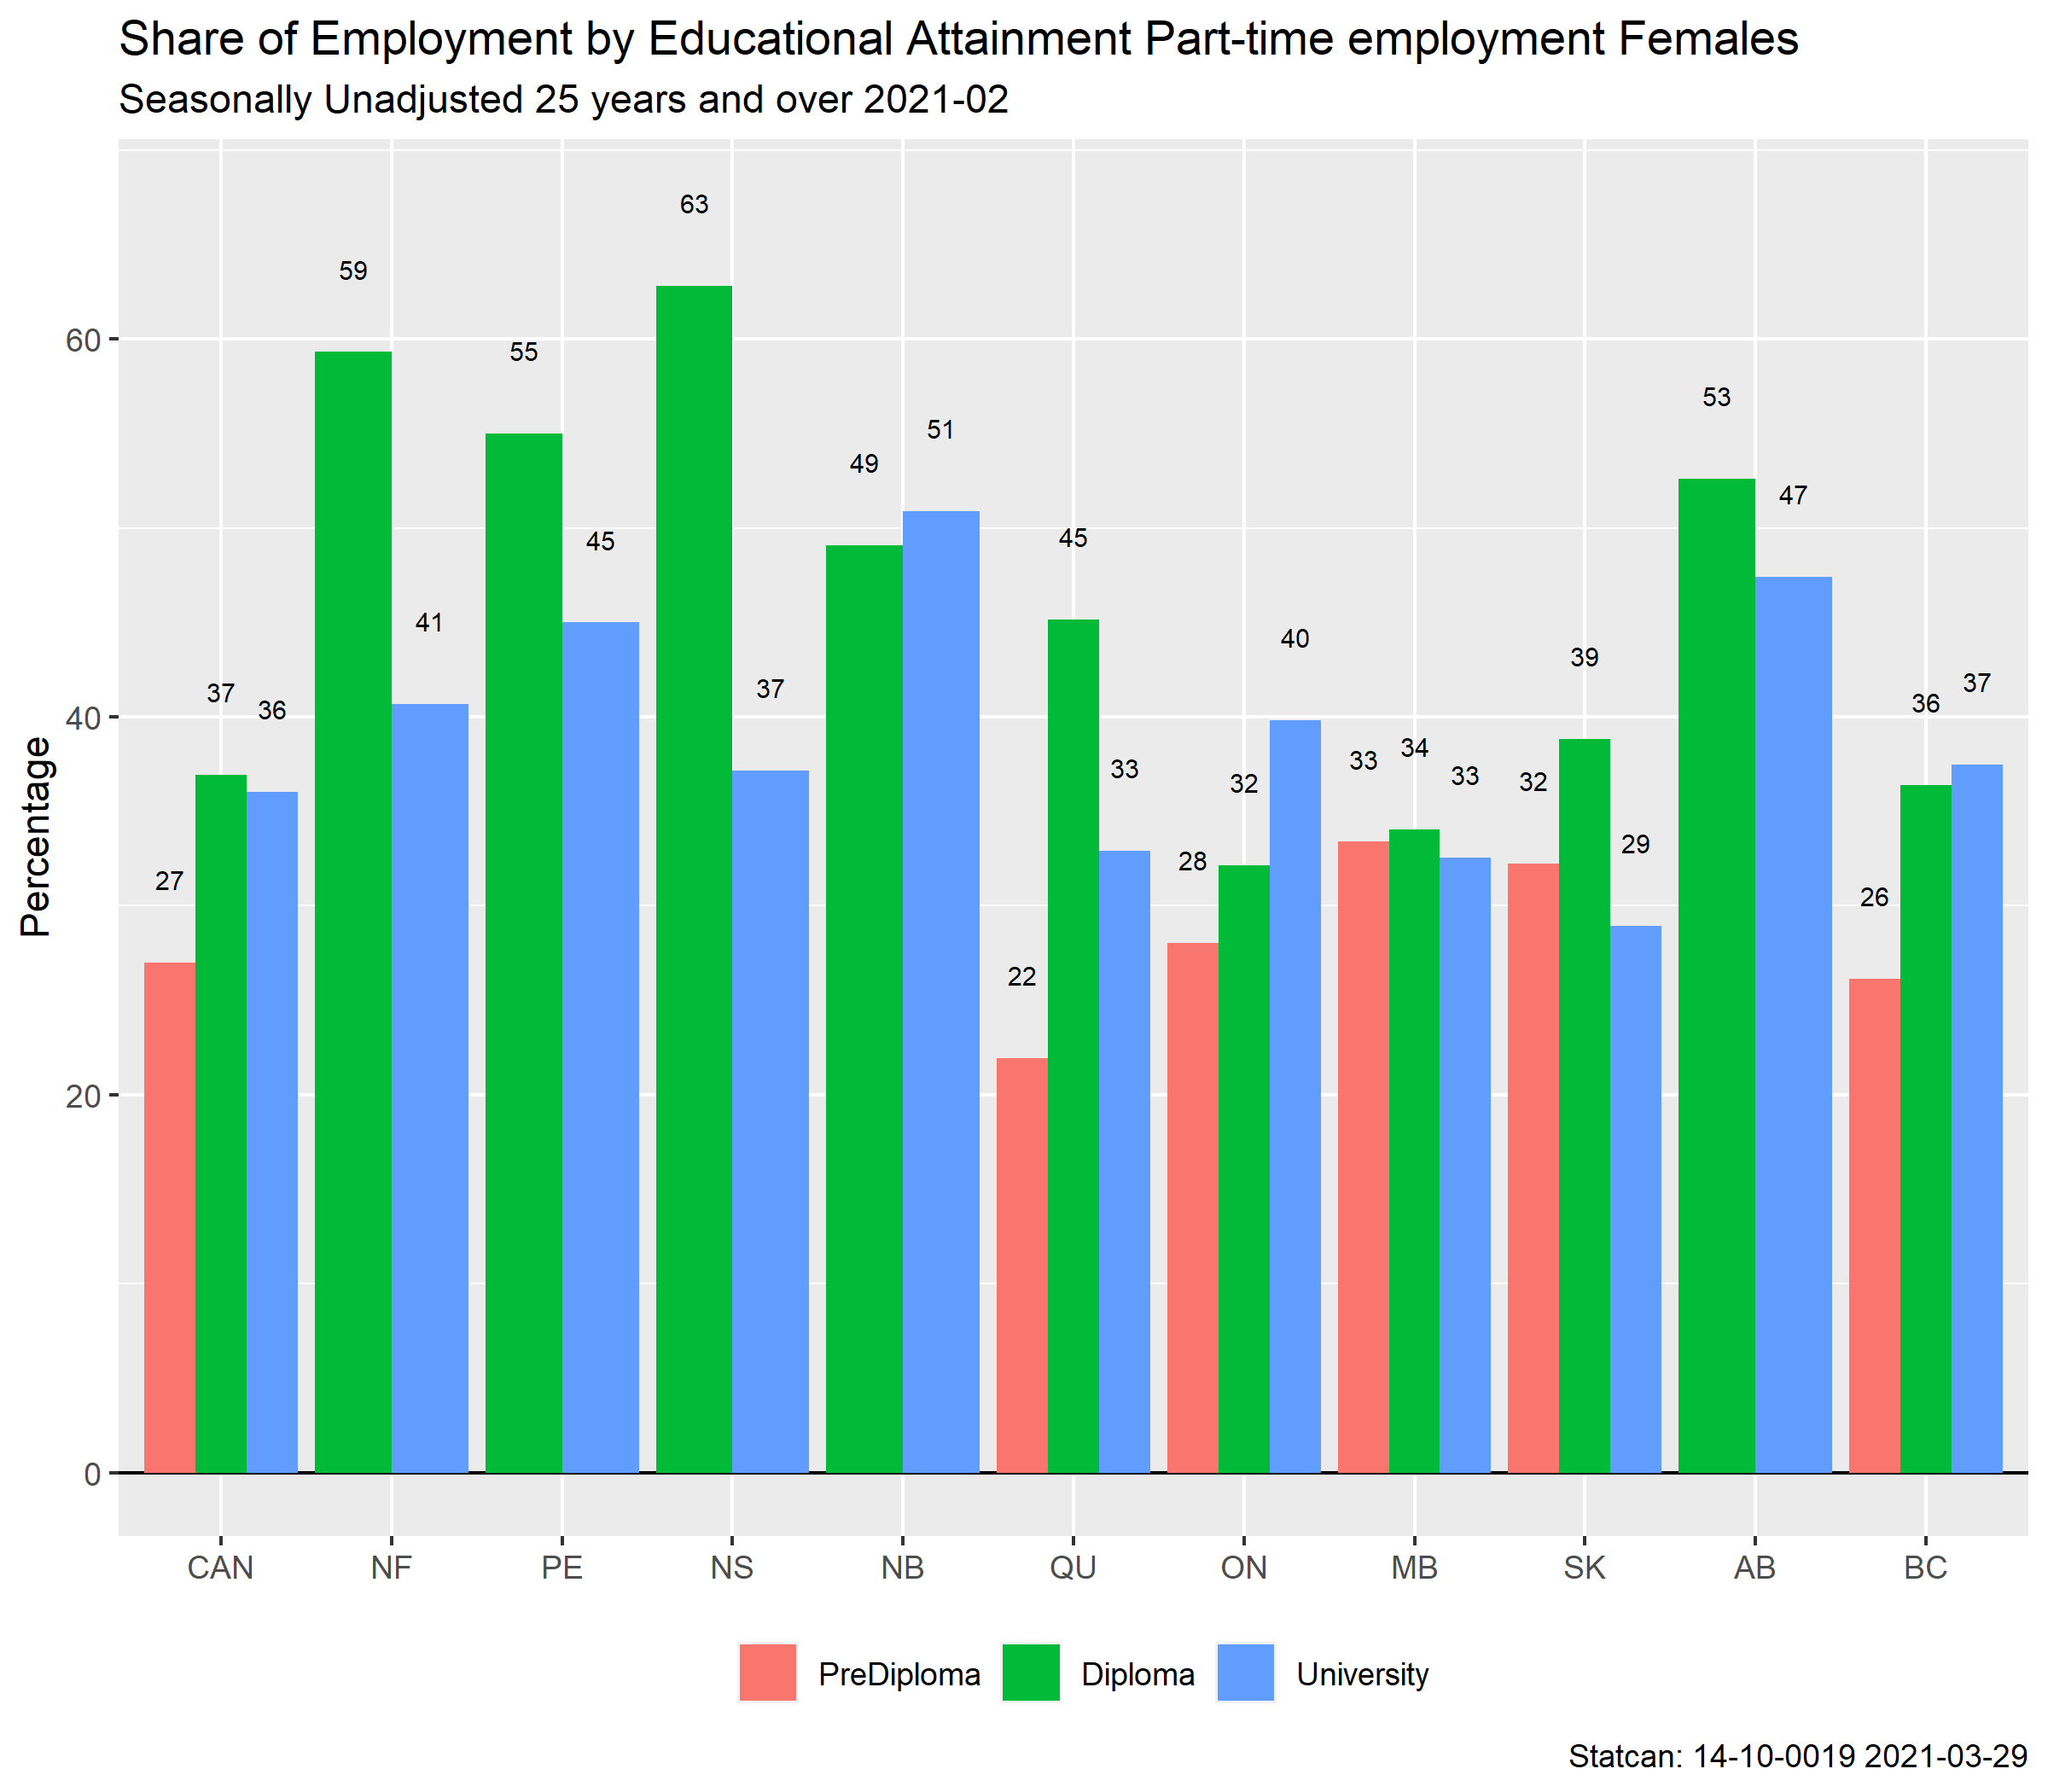 Share of Employment by Educational Attainment Part-time employment Females
Seasonally Unadjusted 25 years and over 2021-02
Percentage
60
40
20
0
27 37 36
59 41
55 45
63 37
49 51
22 45 33
28 32 40
33 34 33
32 39 29
53 47
26 36 37
CAN NF PE NS NB QU ON MB SK AB BC
PreDiploma Diploma University
Statcan: 14-10-0019 2021-03-29